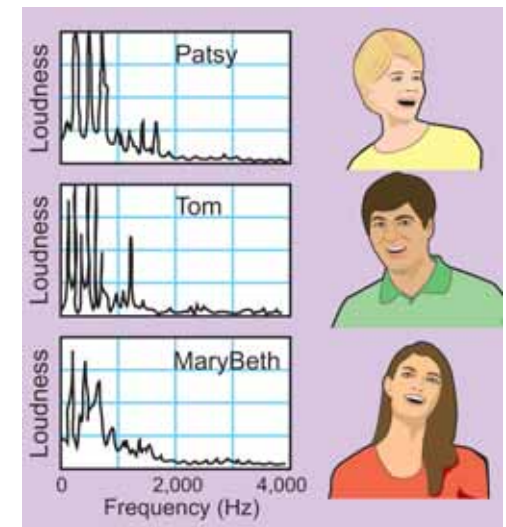 Loudness
Patsy
Loudness
Tom
Loudness
MaryBeth
0 2,000 4,000
Frequency (Hz)